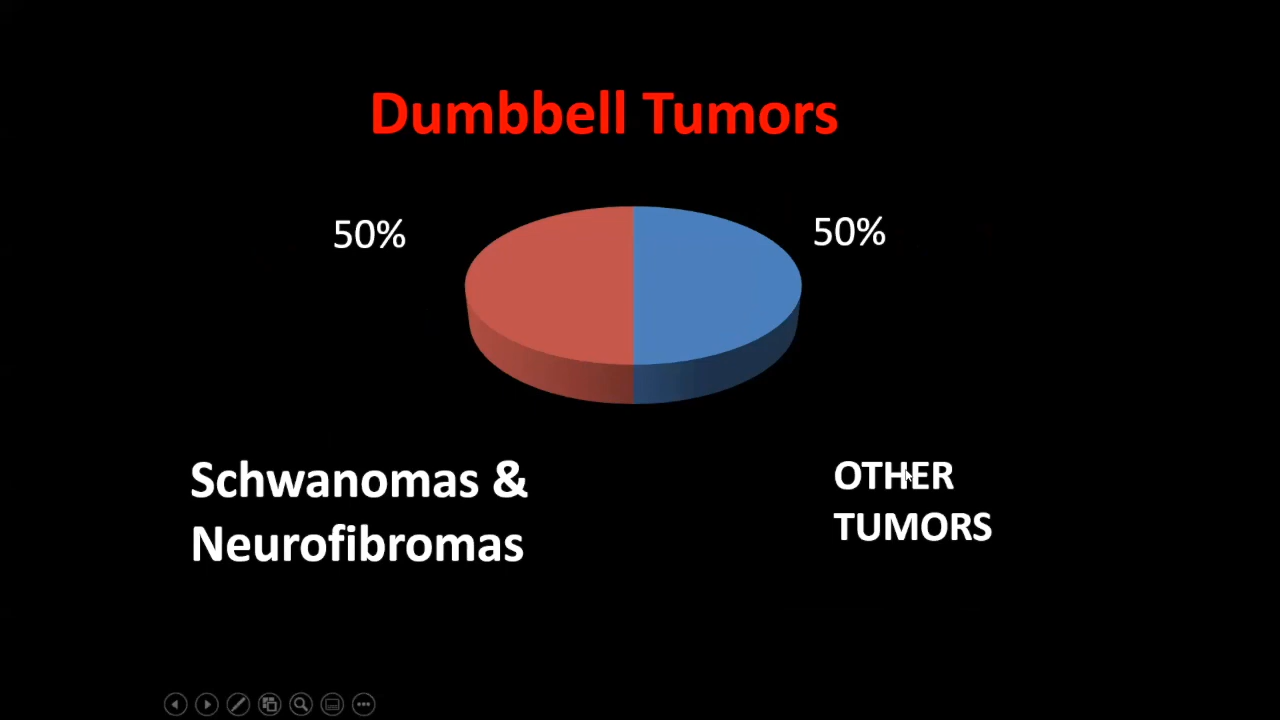 Dumbbell Tumors
50%
50%
Schwanomas &
Neurofibromas
OTHER
TUMORS